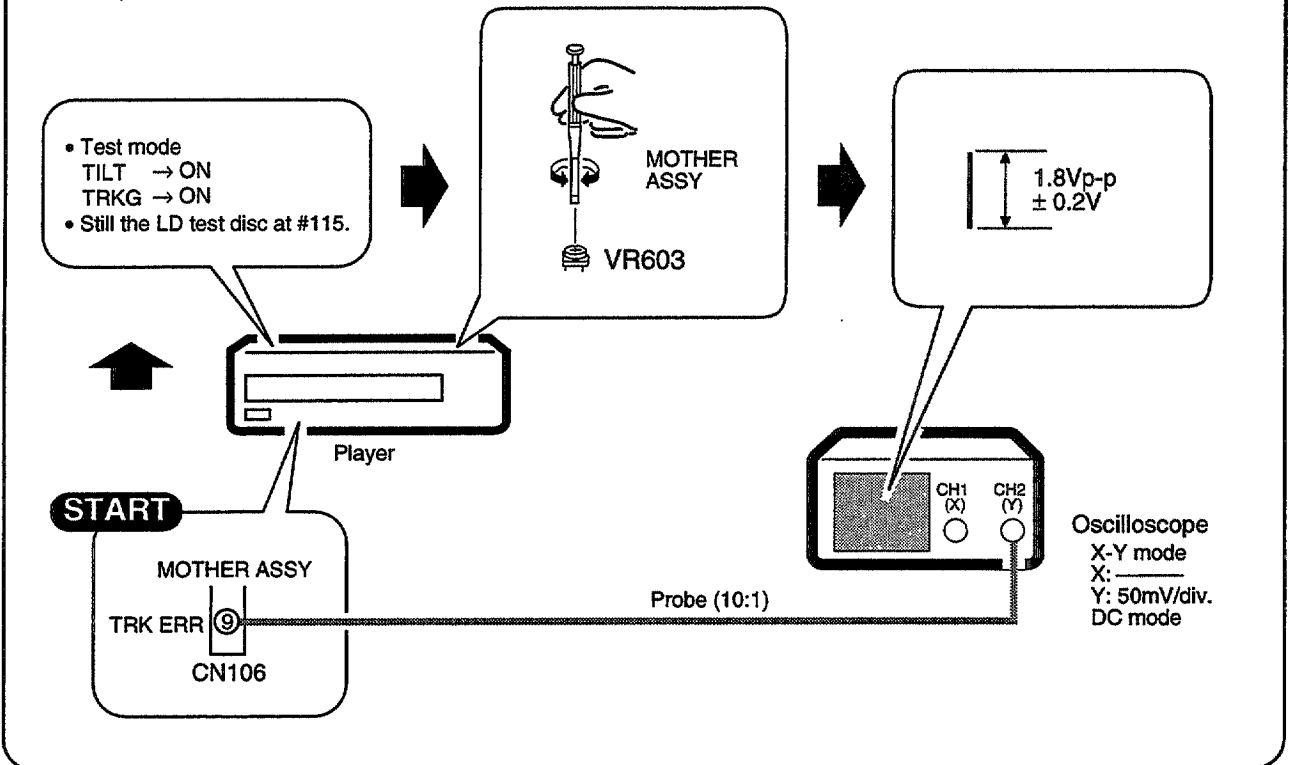 • Test mode
TILT → ON
TRKG → ON
• Still the LD test disc at #115.
MOTHER
ASSY
VR603
1.8Vp-p
± 0.2V
Player
START
MOTHER ASSY
TRK ERR ⑨
CN106
Probe (10:1)
CH1
(X)
CH2
(Y)
Oscilloscope
X-Y mode
X: ———
Y: 50mV/div.
DC mode